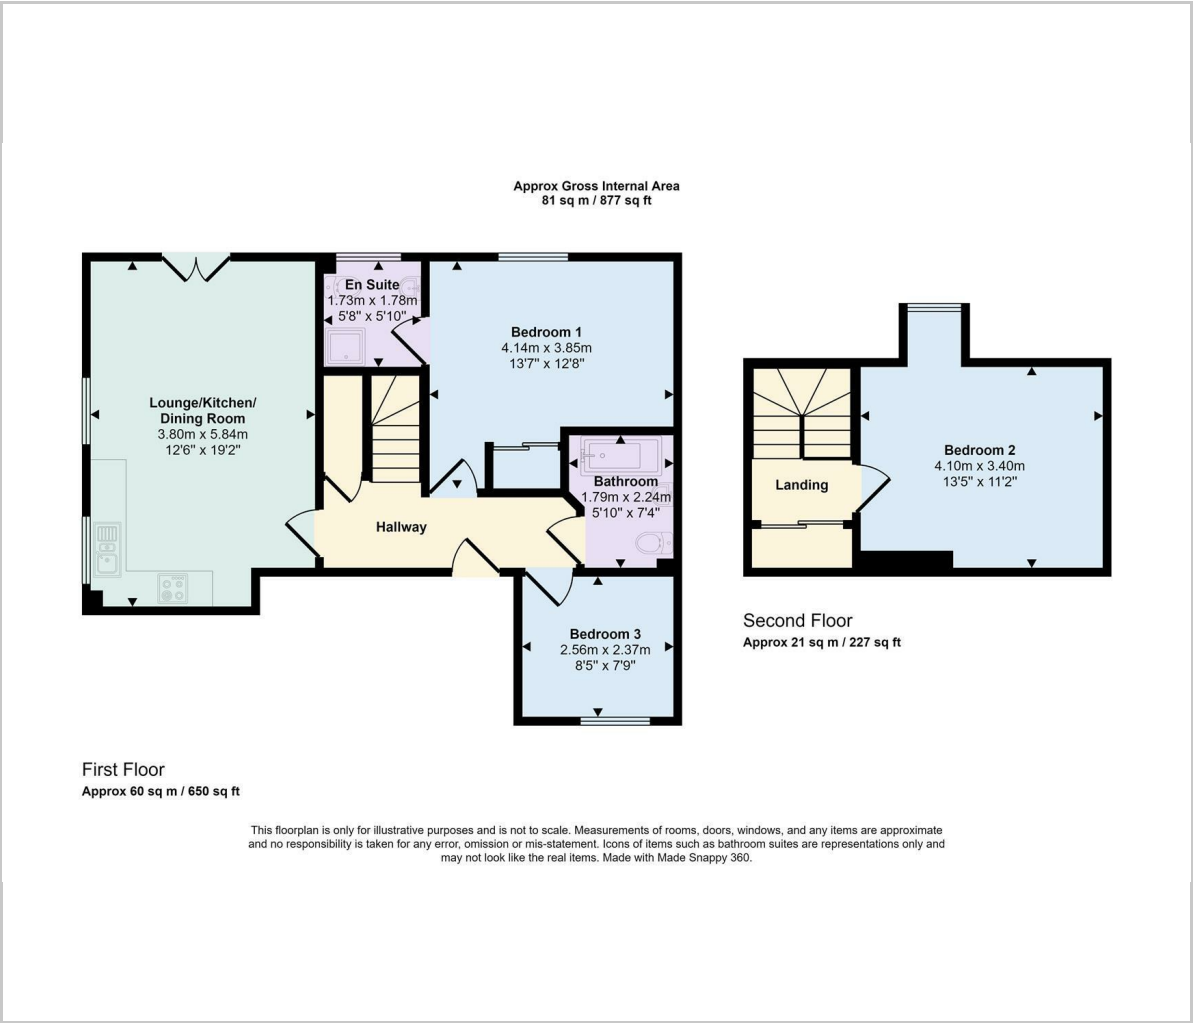 Approx Gross Internal Area
81 sq m / 877 sq ft
En Suite
1.73m x 1.78m
5'8" x 5'10"
Bedroom 1
4.14m x 3.85m
13'7" x 12'8"
Lounge/Kitchen/
Dining Room
3.80m x 5.84m
12'6" x 19'2"
Bathroom
1.79m x 2.24m
5'10" x 7'4"
Hallway
Bedroom 3
2.56m x 2.37m
8'5" x 7'9"
Bedroom 2
4.10m x 3.40m
13'5" x 11'2"
Landing
Second Floor
Approx 21 sq m / 227 sq ft
First Floor
Approx 60 sq m / 650 sq ft
This floorplan is only for illustrative purposes and is not to scale. Measurements of rooms, doors, windows, and any items are approximate
and no responsibility is taken for any error, omission or mis-statement. Icons of items such as bathroom suites are representations only and
may not look like the real items. Made with Made Snappy 360.